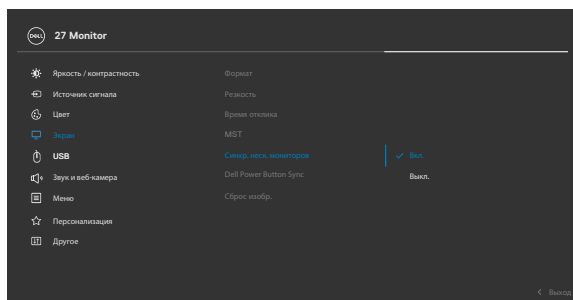 DELL 27 Monitor
Яркость / контрастность
Формат
Источник сигнала
Резкость
Цвет
Время отклика
Экран
MST
USB
Синхр. неск. мониторов
Вкл.
Звук и веб-камера
Dell Power Button Sync
Выкл.
Меню
Сброс изобр.
Персонализация
Другое
Выход